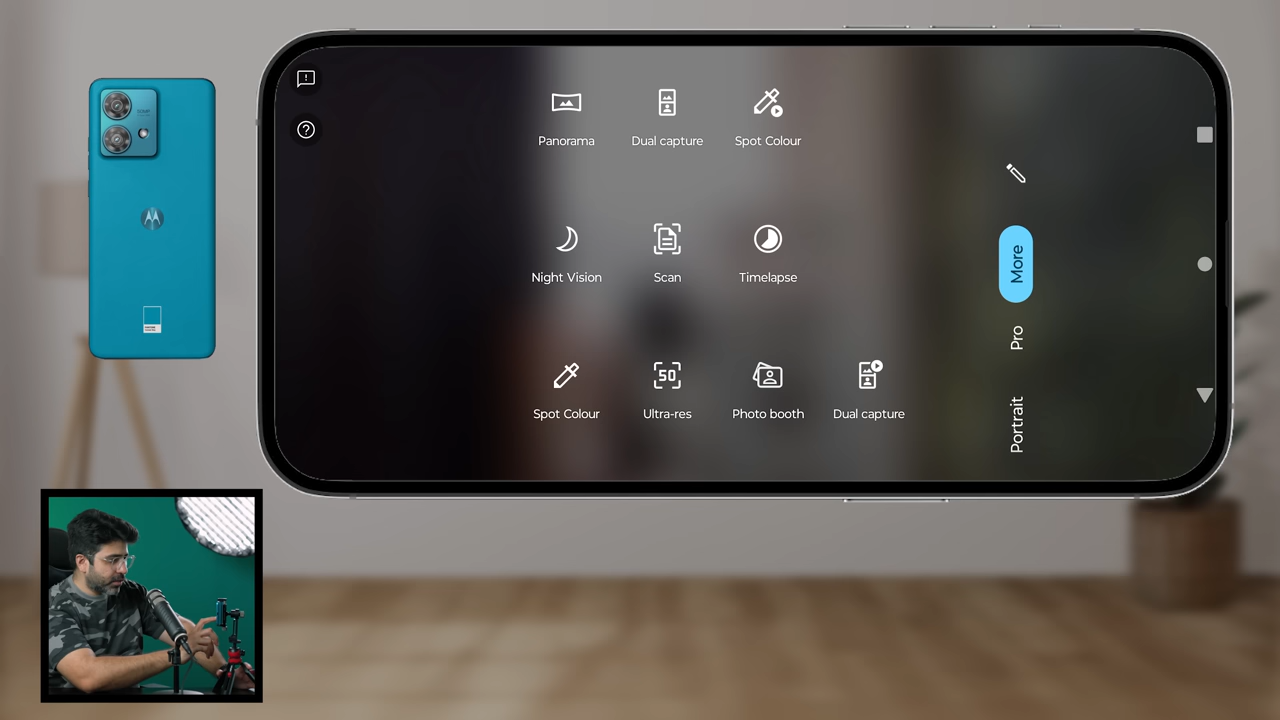 Panorama
Dual capture
Spot Colour
More
Night Vision
Scan
Timelapse
Pro
50
Spot Colour
Ultra-res
Photo booth
Dual capture
Portrait